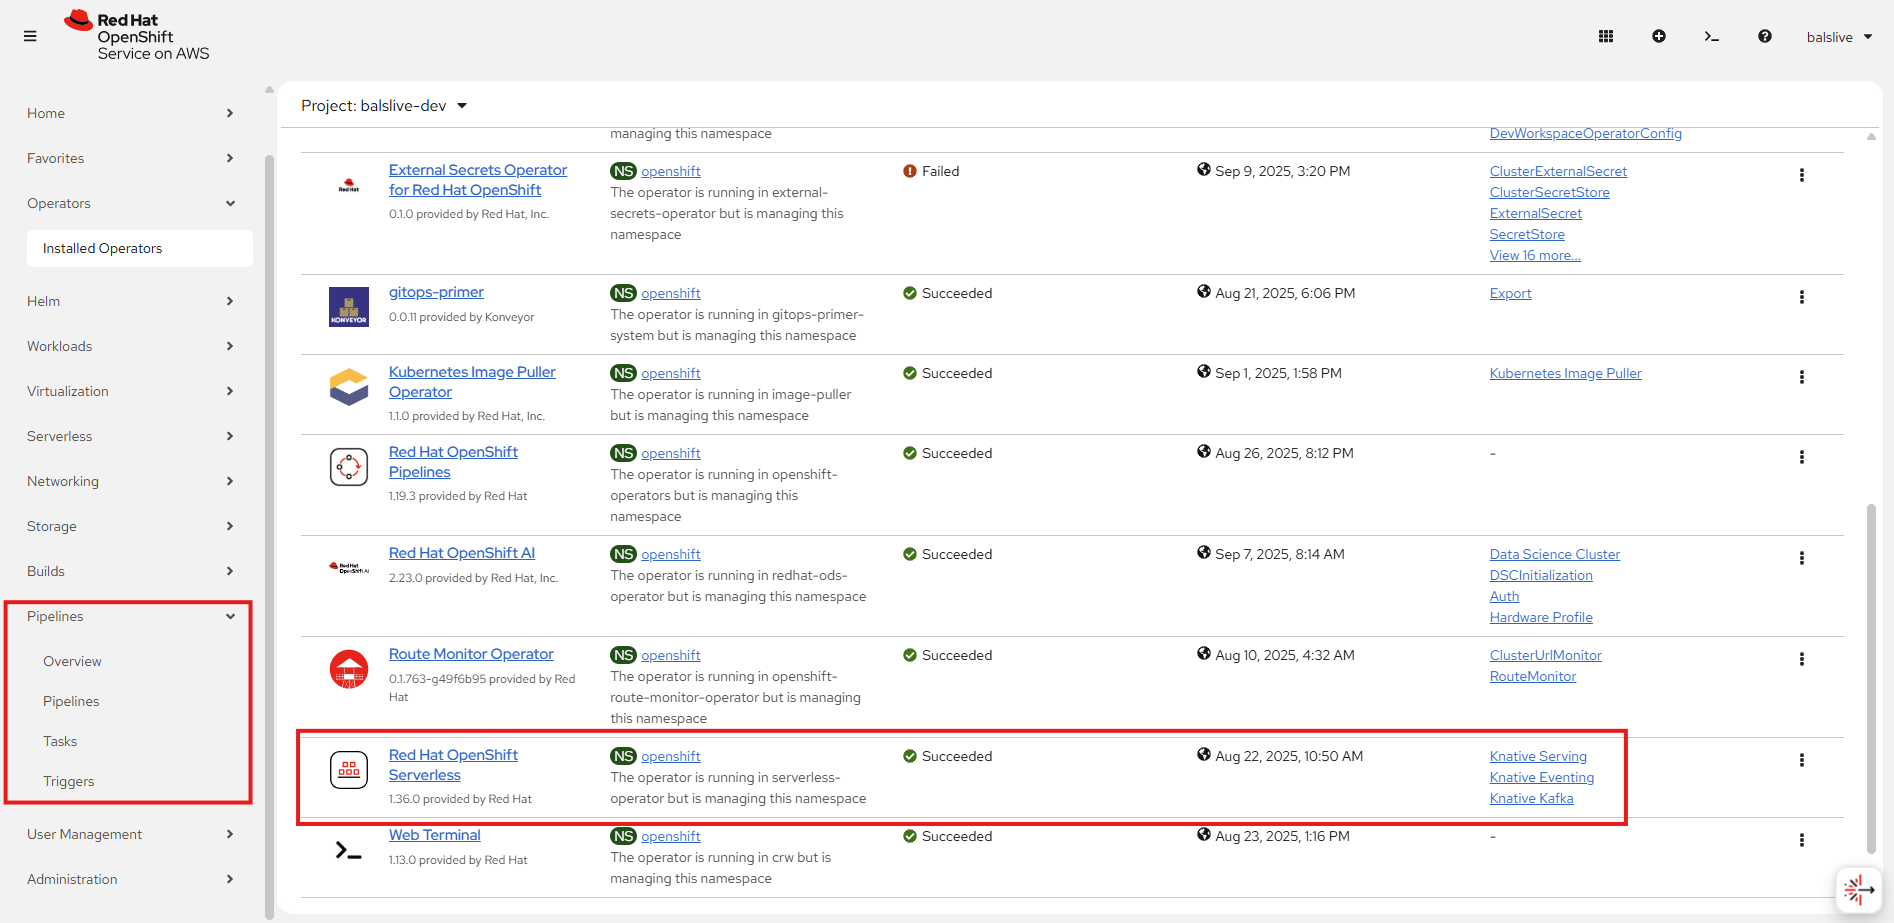 Red Hat
OpenShift
Service on AWS
balslive
Home
Favorites
Operators
Installed Operators
Helm
Workloads
Virtualization
Serverless
Networking
Storage
Builds
Pipelines
Overview
Pipelines
Tasks
Triggers
User Management
Administration
Project: balslive-dev
managing this namespace
DevWorkspaceOperatorConfig
Red Hat
External Secrets Operator
for Red Hat OpenShift
0.1.0 provided by Red Hat, Inc.
NS openshift
The operator is running in external-
secrets-operator but is managing this
namespace
Failed
Sep 9, 2025, 3:20 PM
ClusterExternalSecret
ClusterSecretStore
ExternalSecret
SecretStore
View 16 more...
KONVEYOR
gitops-primer
0.0.11 provided by Konveyor
NS openshift
The operator is running in gitops-primer-
system but is managing this namespace
Succeeded
Aug 21, 2025, 6:06 PM
Export
Kubernetes Image Puller
Operator
1.1.0 provided by Red Hat, Inc.
NS openshift
The operator is running in image-puller
but is managing this namespace
Succeeded
Sep 1, 2025, 1:58 PM
Kubernetes Image Puller
Red Hat OpenShift
Pipelines
1.19.3 provided by Red Hat
NS openshift
The operator is running in openshift-
operators but is managing this
namespace
Succeeded
Aug 26, 2025, 8:12 PM
-
Red Hat
OpenShift AI
Red Hat OpenShift AI
2.23.0 provided by Red Hat, Inc.
NS openshift
The operator is running in redhat-ods-
operator but is managing this namespace
Succeeded
Sep 7, 2025, 8:14 AM
Data Science Cluster
DSCInitialization
Auth
Hardware Profile
Route Monitor Operator
0.1.763-g49f6b95 provided by Red
Hat
NS openshift
The operator is running in openshift-
route-monitor-operator but is managing
this namespace
Succeeded
Aug 10, 2025, 4:32 AM
ClusterUrlMonitor
RouteMonitor
Red Hat OpenShift
Serverless
1.36.0 provided by Red Hat
NS openshift
The operator is running in serverless-
operator but is managing this namespace
Succeeded
Aug 22, 2025, 10:50 AM
Knative Serving
Knative Eventing
Knative Kafka
Web Terminal
1.13.0 provided by Red Hat
NS openshift
The operator is running in crw but is
managing this namespace
Succeeded
Aug 23, 2025, 1:16 PM
-